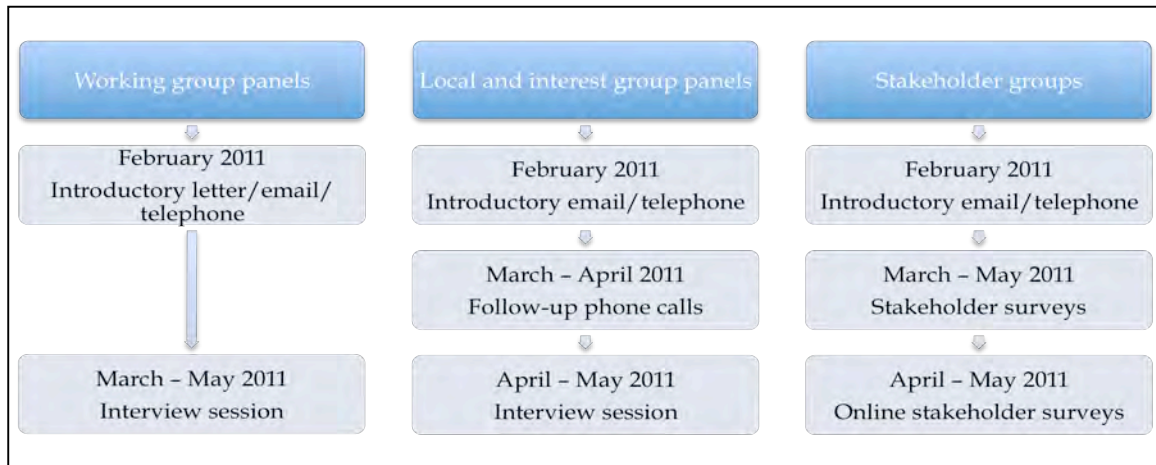 Working group panels
February 2011
Introductory letter/email/
telephone
March – May 2011
Interview session
Local and interest group panels
February 2011
Introductory email/telephone
March – April 2011
Follow-up phone calls
April – May 2011
Interview session
Stakeholder groups
February 2011
Introductory email/telephone
March – May 2011
Stakeholder surveys
April – May 2011
Online stakeholder surveys